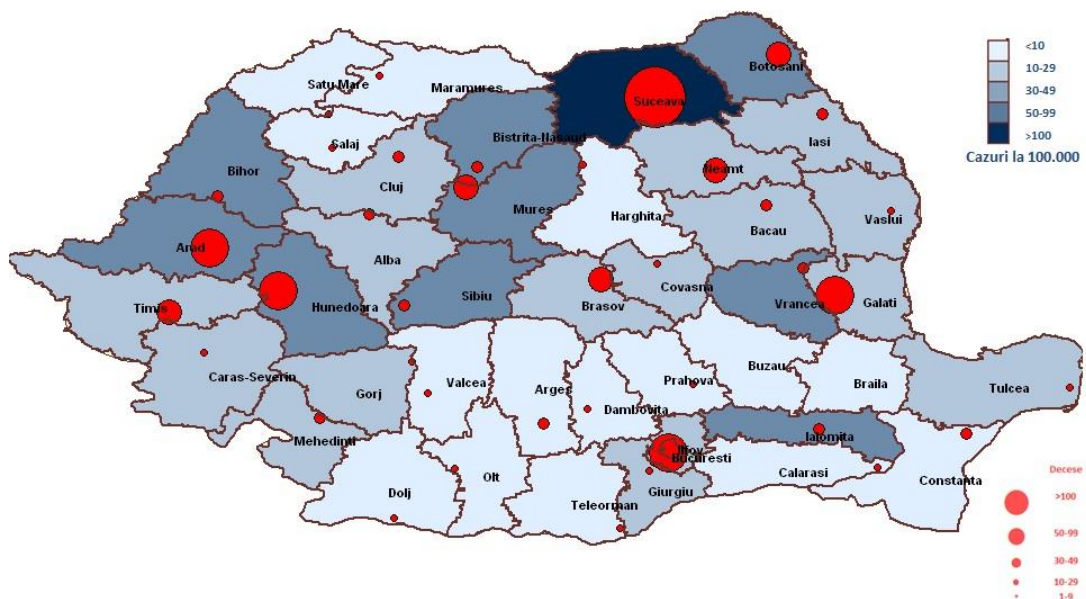 Botosani
Suceava
Satu Mare
Maramures
Bistrita-Nasaud
Salaj
Iasi
Bihor
Cluj
Neamt
Mures
Harghita
Vaslui
Bacau
Arad
Alba
Sibiu
Covasna
Hunedoara
Timis
Brasov
Vrancea
Galati
Caras-Severin
Valcea
Arges
Prahova
Buzau
Braila
Tulcea
Gorj
Dambovita
Mehedinti
Ialomita
Ilfov
Bucuresti
Calarasi
Constanta
Dolj
Olt
Giurgiu
Teleorman
<10
10-29
30-49
50-99
>100
Cazuri la 100.000
Decese
>100
50-99
30-49
10-29
1-9